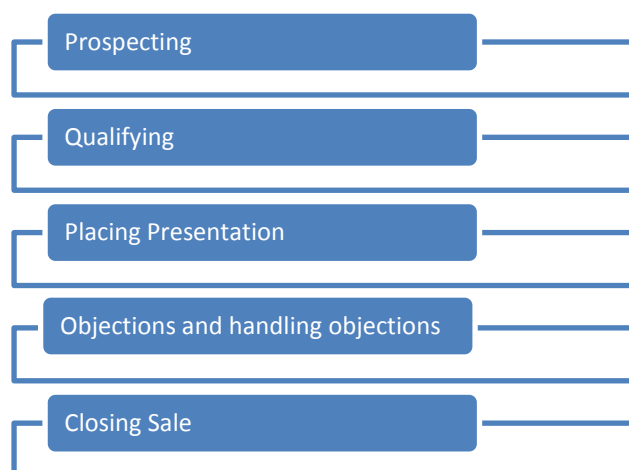 Prospecting
Qualifying
Placing Presentation
Objections and handling objections
Closing Sale